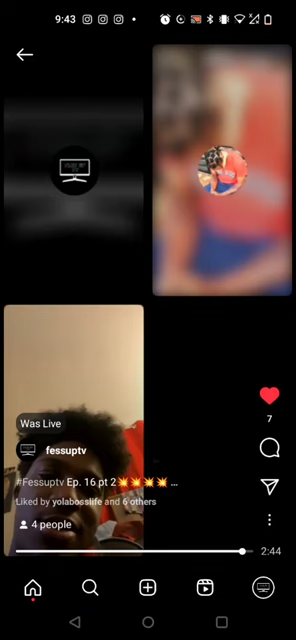 9:43
Was Live
fessuptv
#Fessuptv Ep. 16 pt 2💥💥💥💥 ...
Liked by yolabosslife and 6 others
4 people
7
2:44